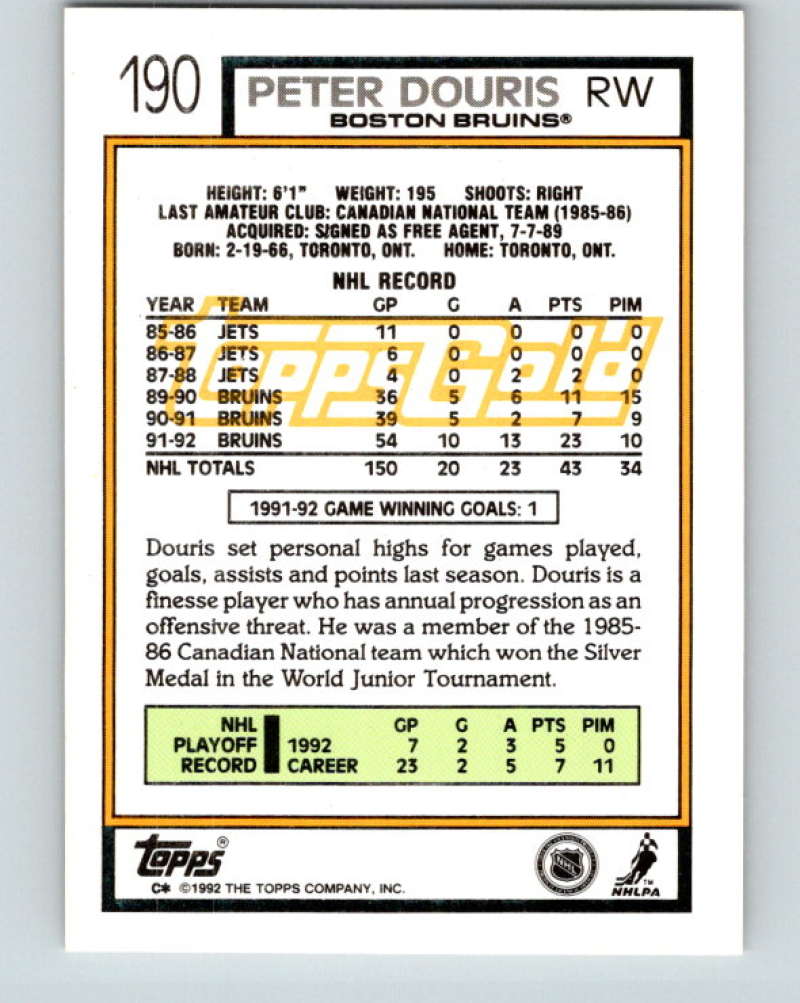 190 PETER DOURIS RW
BOSTON BRUINS®
HEIGHT: 6'1" WEIGHT: 195 SHOOTS: RIGHT
LAST AMATEUR CLUB: CANADIAN NATIONAL TEAM (1985-86)
ACQUIRED: SIGNED AS FREE AGENT, 7-7-89
BORN: 2-19-66, TORONTO, ONT. HOME: TORONTO, ONT.
NHL RECORD
YEAR TEAM GP G A PTS PIM
85-86 JETS 11 0 0 0 0
86-87 JETS 6 0 0 0 0
87-88 JETS 4 0 2 2 0
89-90 BRUINS 36 5 6 11 15
90-91 BRUINS 39 5 2 7 9
91-92 BRUINS 54 10 13 23 10
NHL TOTALS 150 20 23 43 34
ToppsGold
1991-92 GAME WINNING GOALS: 1
Douris set personal highs for games played,
goals, assists and points last season. Douris is a
finesse player who has annual progression as an
offensive threat. He was a member of the 1985-
86 Canadian National team which won the Silver
Medal in the World Junior Tournament.
NHL GP G A PTS PIM
PLAYOFF 1992 7 2 3 5 0
RECORD CAREER 23 2 5 7 11
TOPPS®
C* ©1992 THE TOPPS COMPANY, INC.
NHL
NHLPA™